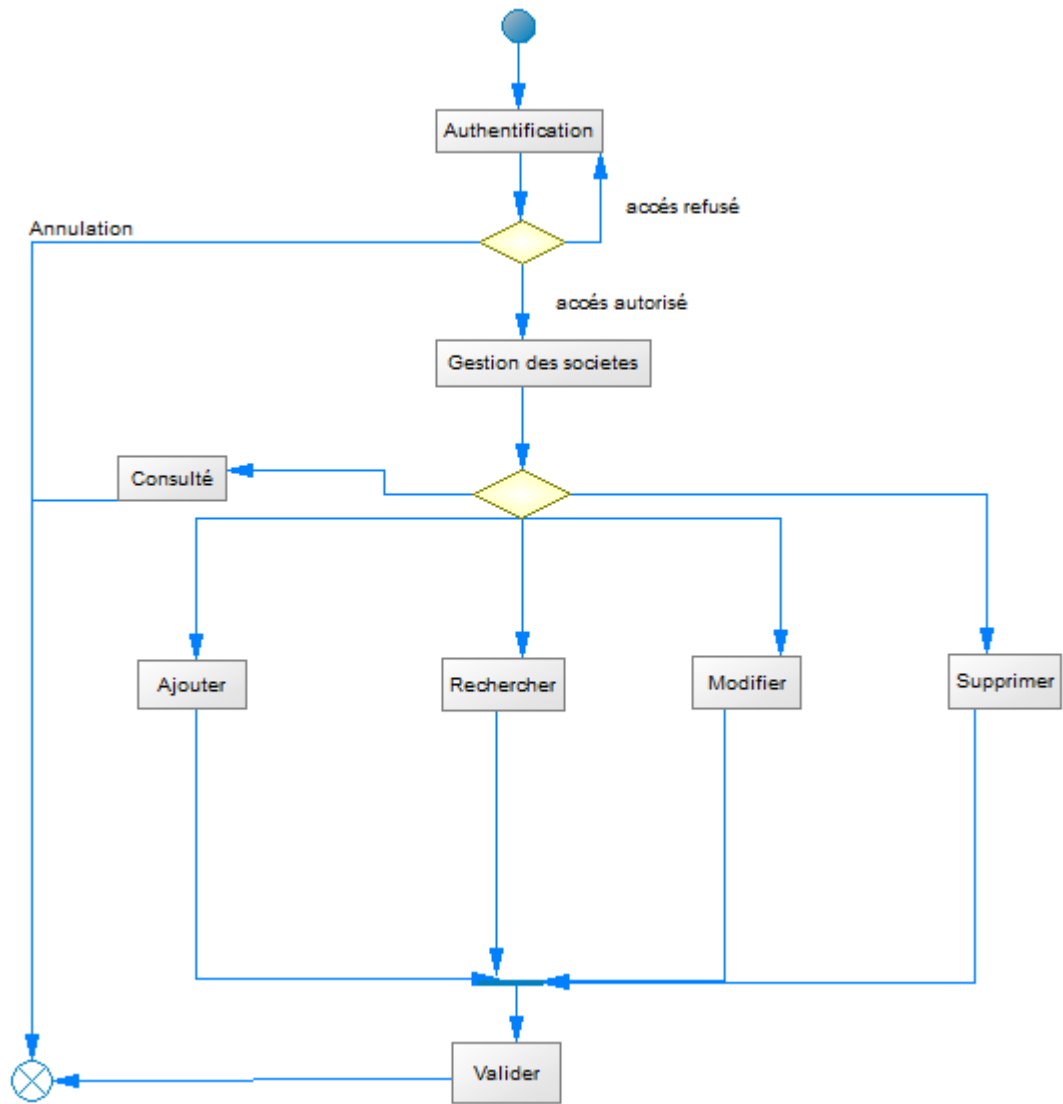 Authentification
accés refusé
Annulation
accés autorisé
Gestion des societes
Consulté
Ajouter
Rechercher
Modifier
Supprimer
Valider